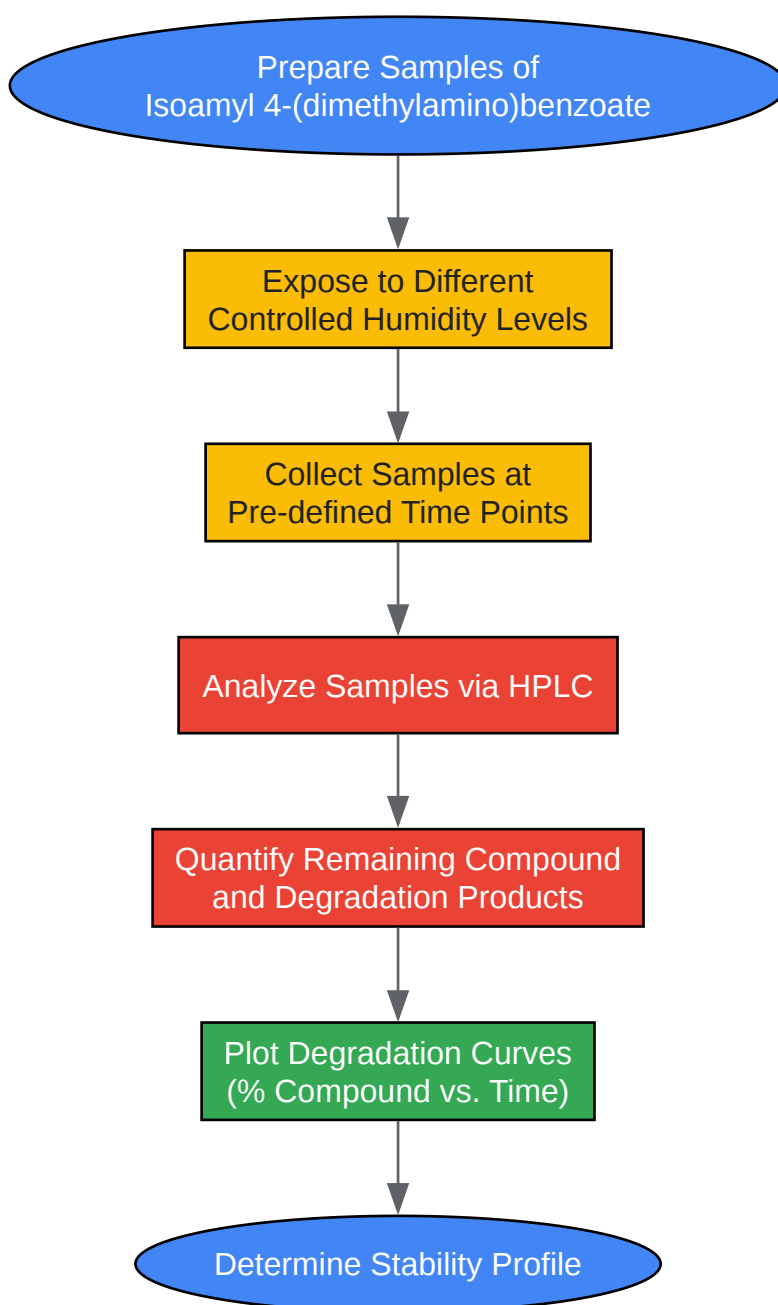 Prepare Samples of
Isoamyl 4-(dimethylamino)benzoate
Expose to Different
Controlled Humidity Levels
Collect Samples at
Pre-defined Time Points
Analyze Samples via HPLC
Quantify Remaining Compound
and Degradation Products
Plot Degradation Curves
(% Compound vs. Time)
Determine Stability Profile